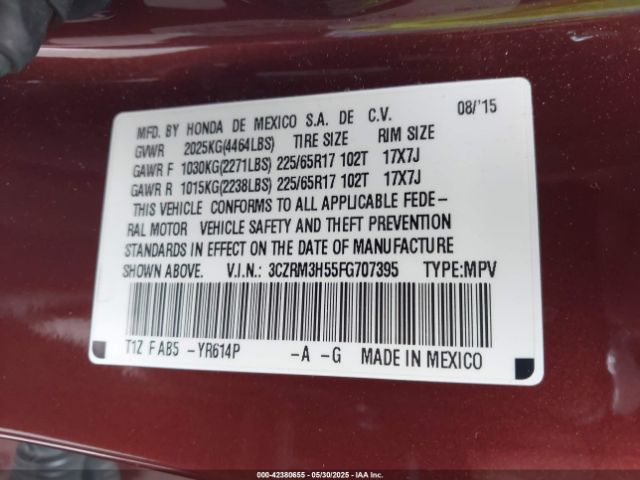 MFD. BY HONDA DE MEXICO S.A. DE C.V. 08/'15
GVWR 2025KG(4464LBS) TIRE SIZE RIM SIZE
GAWR F 1030KG(2271LBS) 225/65R17 102T 17X7J
GAWR R 1015KG(2238LBS) 225/65R17 102T 17X7J
THIS VEHICLE CONFORMS TO ALL APPLICABLE FEDE-
RAL MOTOR VEHICLE SAFETY AND THEFT PREVENTION
STANDARDS IN EFFECT ON THE DATE OF MANUFACTURE
SHOWN ABOVE. V.I.N.: 3CZRM3H55FG707395 TYPE:MPV
T1Z FAB5 -YR614P -A -G MADE IN MEXICO
000-42380655 - 05/30/2025 - IAA Inc.